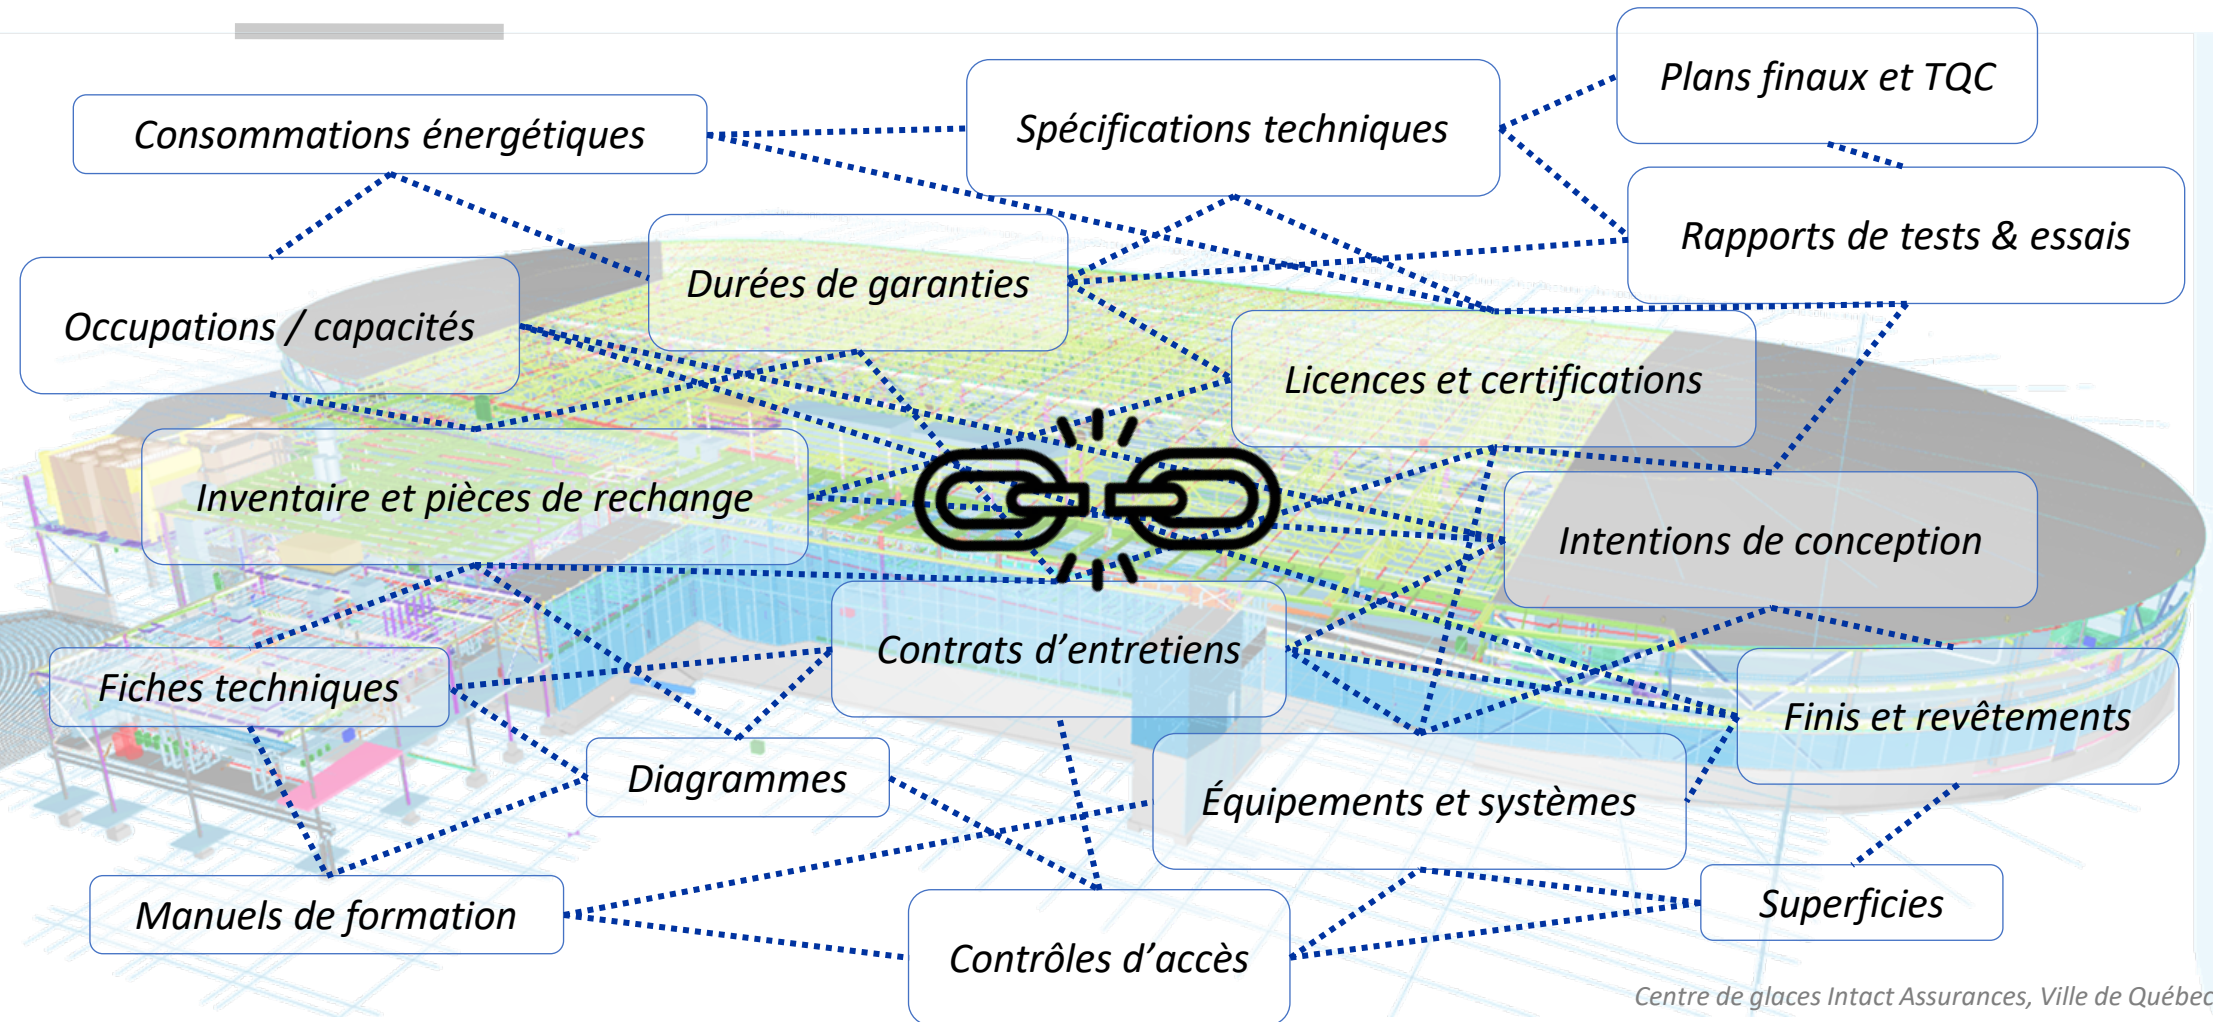 Plans finaux et TQC
Consommations énergétiques
Spécifications techniques
Rapports de tests & essais
Durées de garanties
Occupations / capacités
Licences et certifications
Inventaire et pièces de rechange
Intentions de conception
Contrats d’entretiens
Fiches techniques
Finis et revêtements
Diagrammes
Équipements et systèmes
Manuels de formation
Superficies
Contrôles d’accès
Centre de glaces Intact Assurances, Ville de Québec